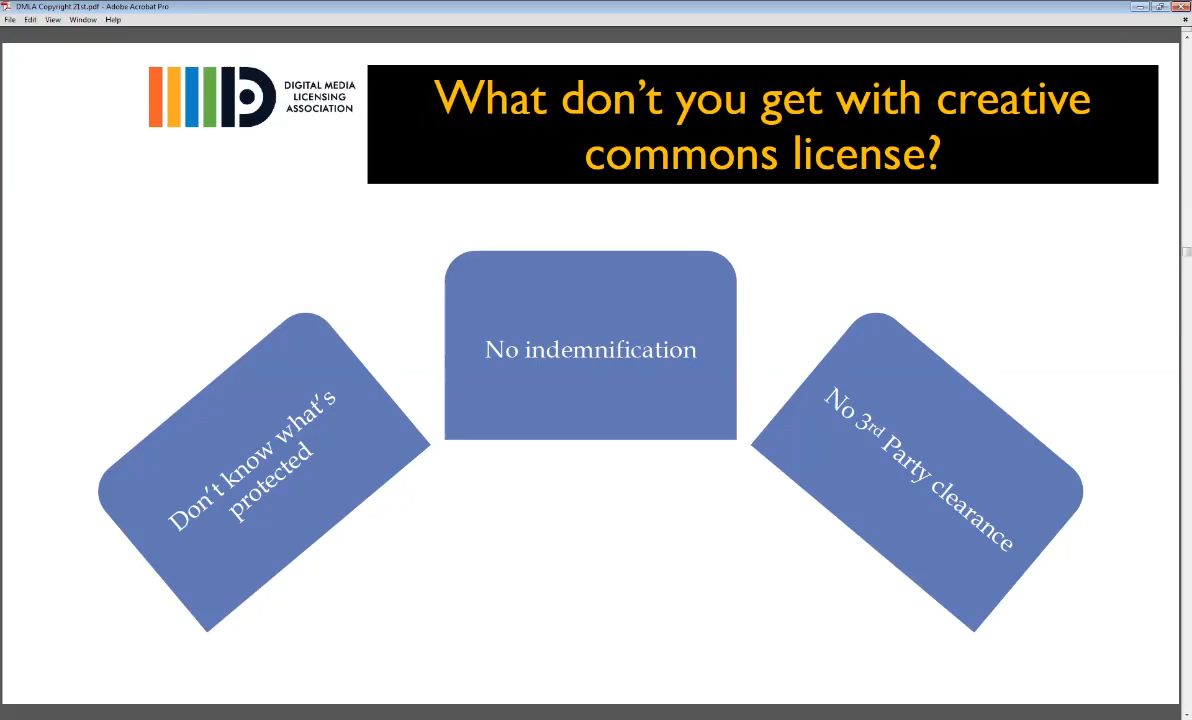 DMLA Copyright 21st.pdf - Adobe Acrobat Pro
File Edit View Window Help
DIGITAL MEDIA
LICENSING
ASSOCIATION
What don't you get with creative
commons license?
Don't know what's
protected
No indemnification
No 3rd Party clearance